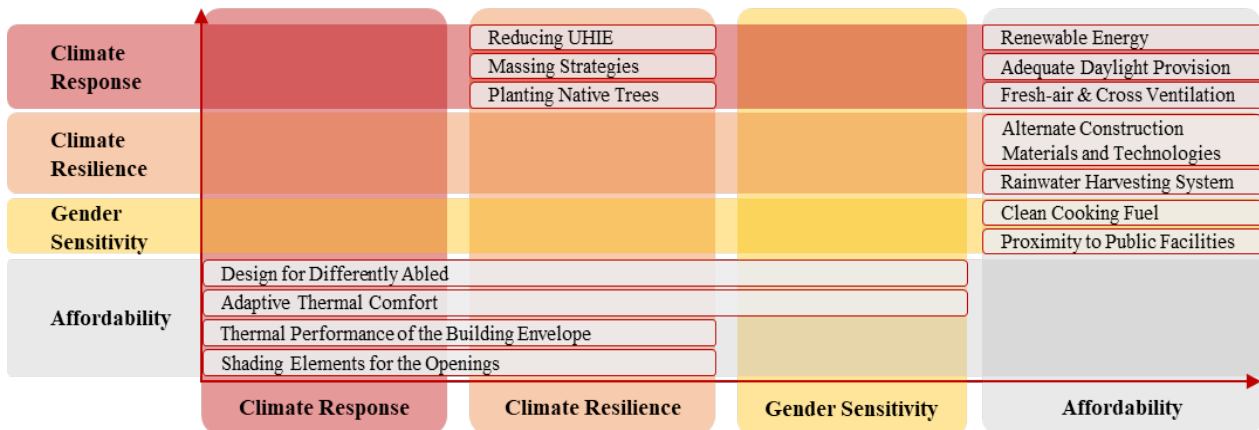 Climate
Response
Reducing UHIE
Massing Strategies
Planting Native Trees
Renewable Energy
Adequate Daylight Provision
Fresh-air & Cross Ventilation
Climate
Resilience
Alternate Construction
Materials and Technologies
Rainwater Harvesting System
Gender
Sensitivity
Clean Cooking Fuel
Proximity to Public Facilities
Affordability
Design for Differently Abled
Adaptive Thermal Comfort
Thermal Performance of the Building Envelope
Shading Elements for the Openings
Climate Response
Climate Resilience
Gender Sensitivity
Affordability